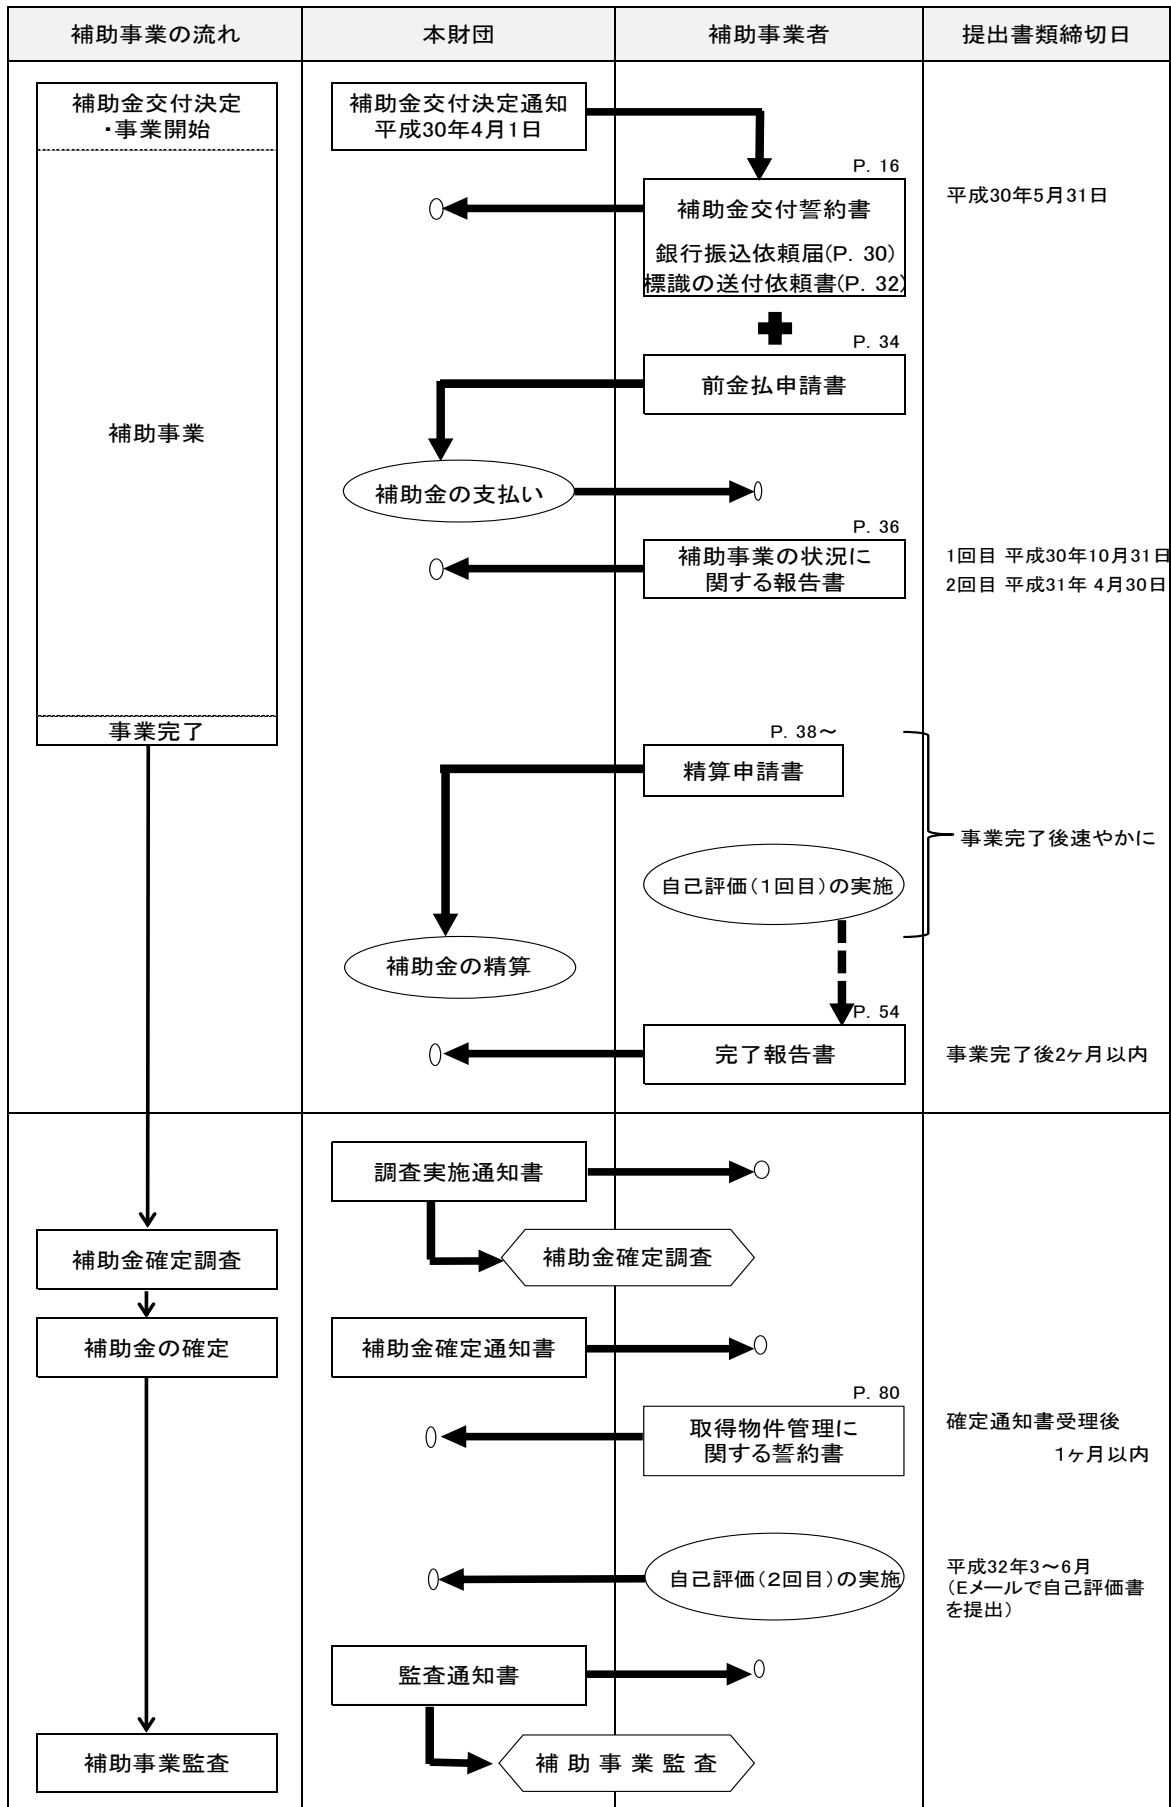 補助事業の流れ
本財団
補助事業者
提出書類締切日
補助金交付決定
・事業開始
補助金交付決定通知
平成30年4月1日
P. 16
補助金交付誓約書
銀行振込依頼届(P. 30)
標識の送付依頼書(P. 32)
平成30年5月31日
P. 34
前金払申請書
補助事業
補助金の支払い
P. 36
補助事業の状況に
関する報告書
1回目 平成30年10月31日
2回目 平成31年 4月30日
事業完了
P. 38～
精算申請書
事業完了後速やかに
自己評価（1回目）の実施
補助金の精算
P. 54
完了報告書
事業完了後2ヶ月以内
調査実施通知書
補助金確定調査
補助金確定調査
補助金の確定
補助金確定通知書
P. 80
取得物件管理に
関する誓約書
確定通知書受理後
1ヶ月以内
自己評価（2回目）の実施
平成32年3～6月
（Eメールで自己評価書
を提出）
監査通知書
補助事業監査
補 助 事 業 監 査